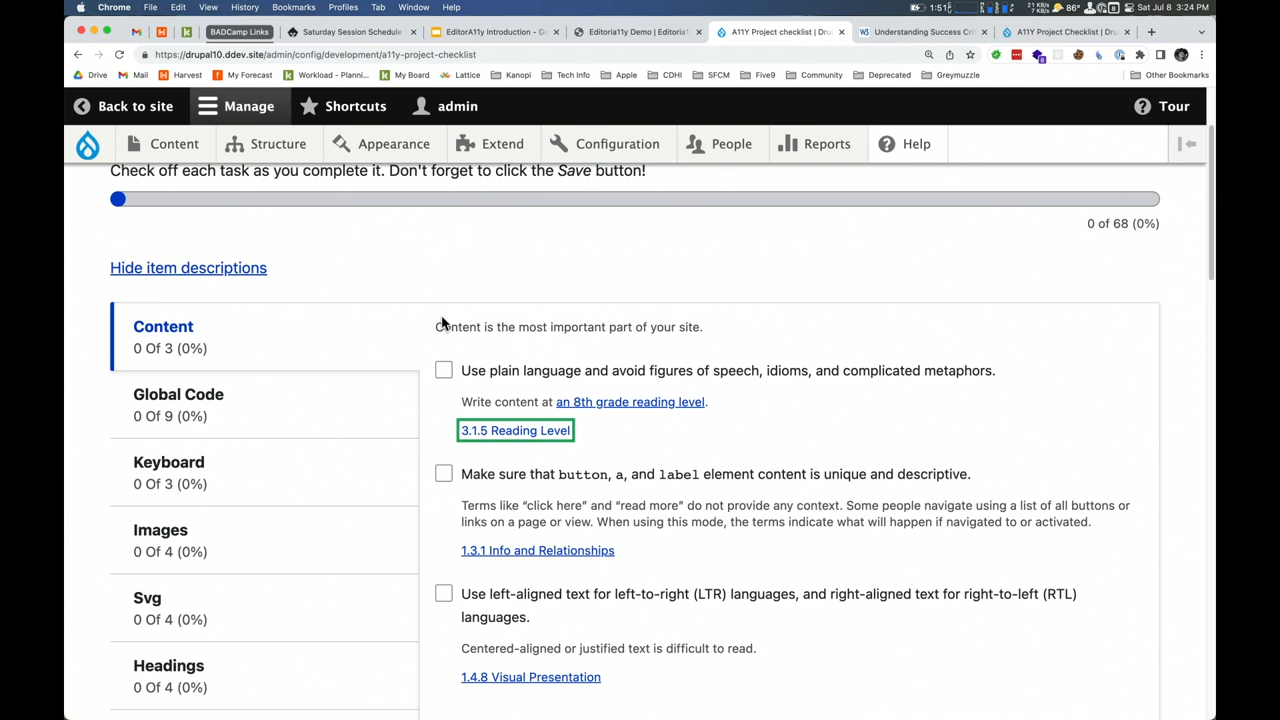 Chrome File Edit View History Bookmarks Profiles Tab Window Help 1:51 21 KB/s 7 KB/s 86° Sat Jul 8 3:24 PM
BADCamp Links Saturday Session Schedule EditorA11y Introduction - G Editoria11y Demo | Editoria1 A11Y Project checklist | Dru Understanding Success Cri A11Y Project Checklist | Dru
https://drupal10.ddev.site/admin/config/development/a11y-project-checklist
Drive Mail Harvest My Forecast Workload - Planni... My Board Lattice Kanopi Tech Info Apple CDHI SFCM Five9 Community Deprecated Greymuzzle Other Bookmarks
Back to site Manage Shortcuts admin Tour
Content Structure Appearance Extend Configuration People Reports Help
Check off each task as you complete it. Don't forget to click the Save button!
0 of 68 (0%)
Hide item descriptions
Content
0 Of 3 (0%)
Global Code
0 Of 9 (0%)
Keyboard
0 Of 3 (0%)
Images
0 Of 4 (0%)
Svg
0 Of 4 (0%)
Headings
0 Of 4 (0%)
Content is the most important part of your site.
Use plain language and avoid figures of speech, idioms, and complicated metaphors.
Write content at an 8th grade reading level.
3.1.5 Reading Level
Make sure that button, a, and label element content is unique and descriptive.
Terms like “click here” and “read more” do not provide any context. Some people navigate using a list of all buttons or
links on a page or view. When using this mode, the terms indicate what will happen if navigated to or activated.
1.3.1 Info and Relationships
Use left-aligned text for left-to-right (LTR) languages, and right-aligned text for right-to-left (RTL)
languages.
Centered-aligned or justified text is difficult to read.
1.4.8 Visual Presentation